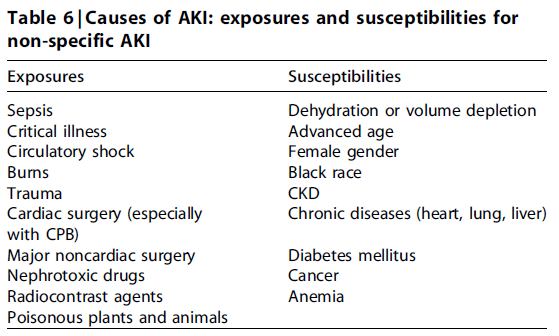 Table 6 | Causes of AKI: exposures and susceptibilities for
non-specific AKI
Exposures Susceptibilities
Sepsis Dehydration or volume depletion
Critical illness Advanced age
Circulatory shock Female gender
Burns Black race
Trauma CKD
Cardiac surgery (especially Chronic diseases (heart, lung, liver)
with CPB)
Major noncardiac surgery Diabetes mellitus
Nephrotoxic drugs Cancer
Radiocontrast agents Anemia
Poisonous plants and animals